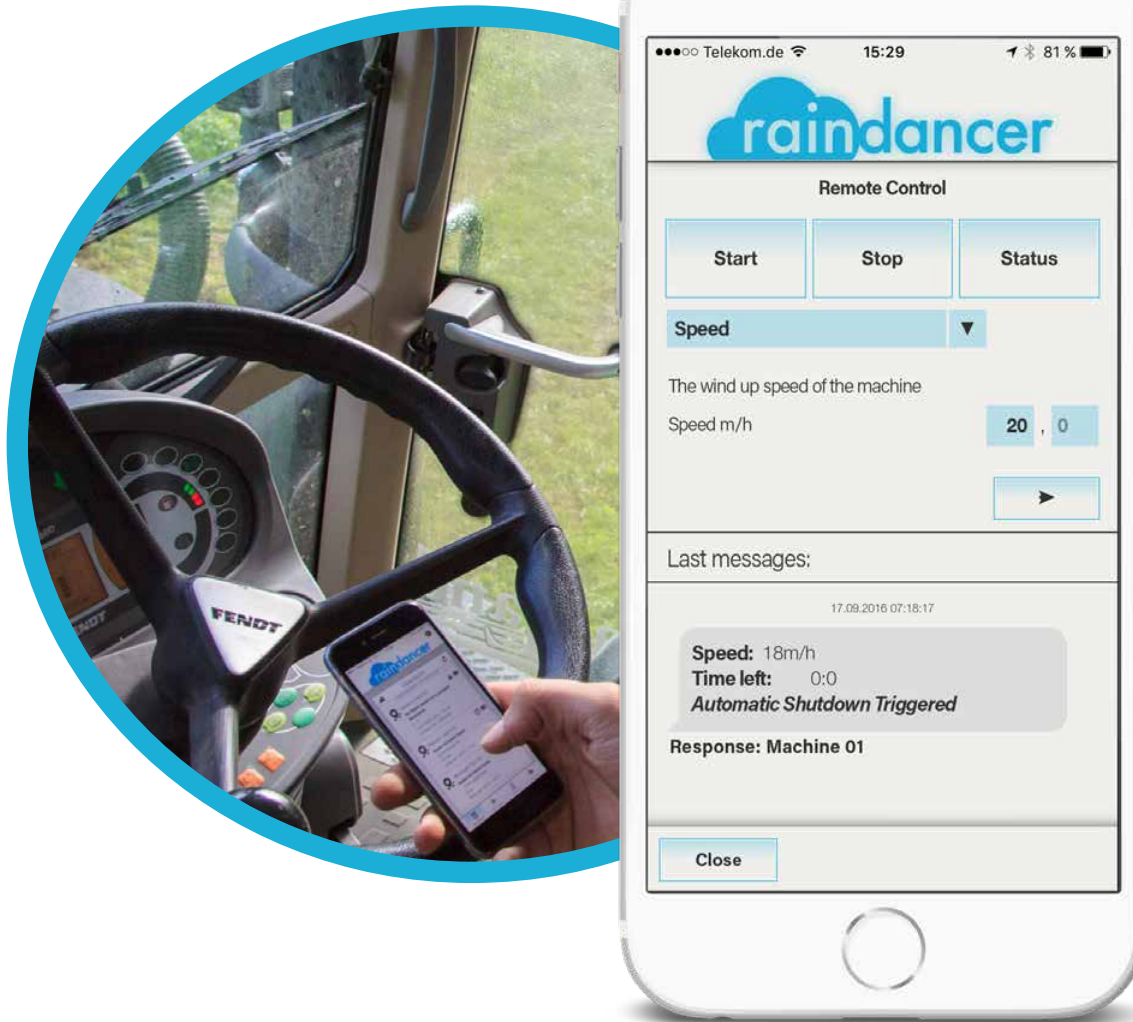 Telekom.de 15:29 81 %
raindancer
Remote Control
Start Stop Status
Speed ▼
The wind up speed of the machine
Speed m/h 20 , 0
Last messages:
17.09.2016 07:18:17
Speed: 18m/h
Time left: 0:0
Automatic Shutdown Triggered
Response: Machine 01
Close
FENDT
raindancer